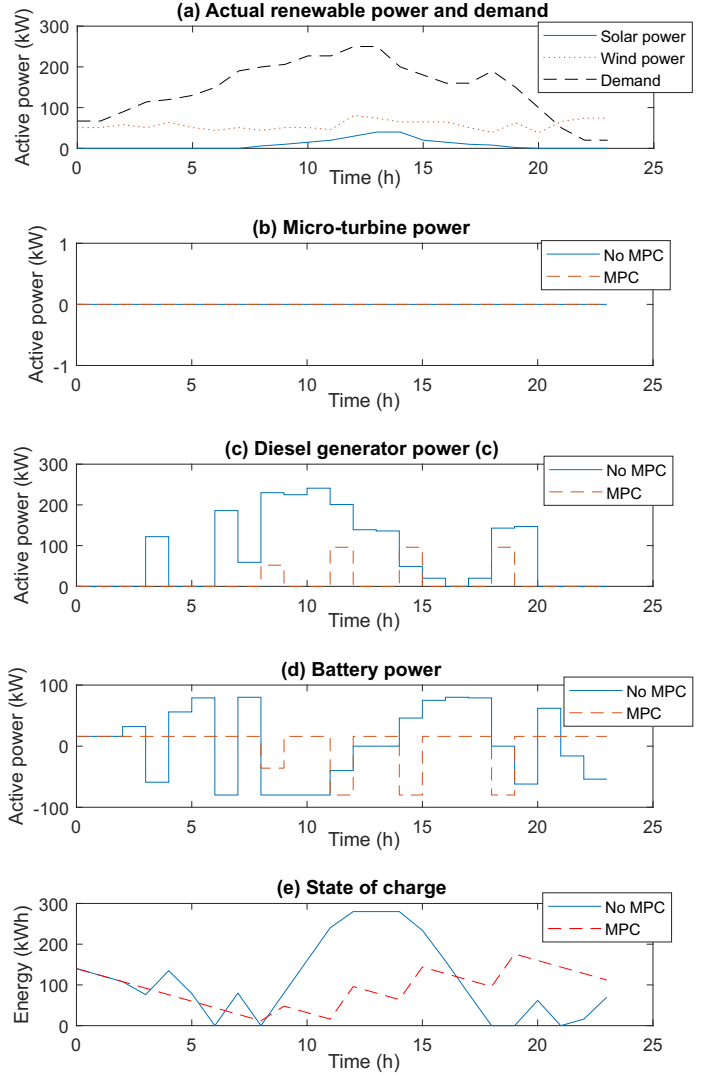 (a) Actual renewable power and demand
Active power (kW)
300
200
100
0
Solar power
Wind power
Demand
0 5 10 15 20 25
Time (h)
(b) Micro-turbine power
Active power (kW)
1
0
-1
No MPC
MPC
0 5 10 15 20 25
Time (h)
(c) Diesel generator power (c)
Active power (kW)
300
200
100
0
No MPC
MPC
0 5 10 15 20 25
Time (h)
(d) Battery power
Active power (kW)
100
0
-100
No MPC
MPC
0 5 10 15 20 25
Time (h)
(e) State of charge
Energy (kWh)
300
200
100
0
No MPC
MPC
0 5 10 15 20 25
Time (h)